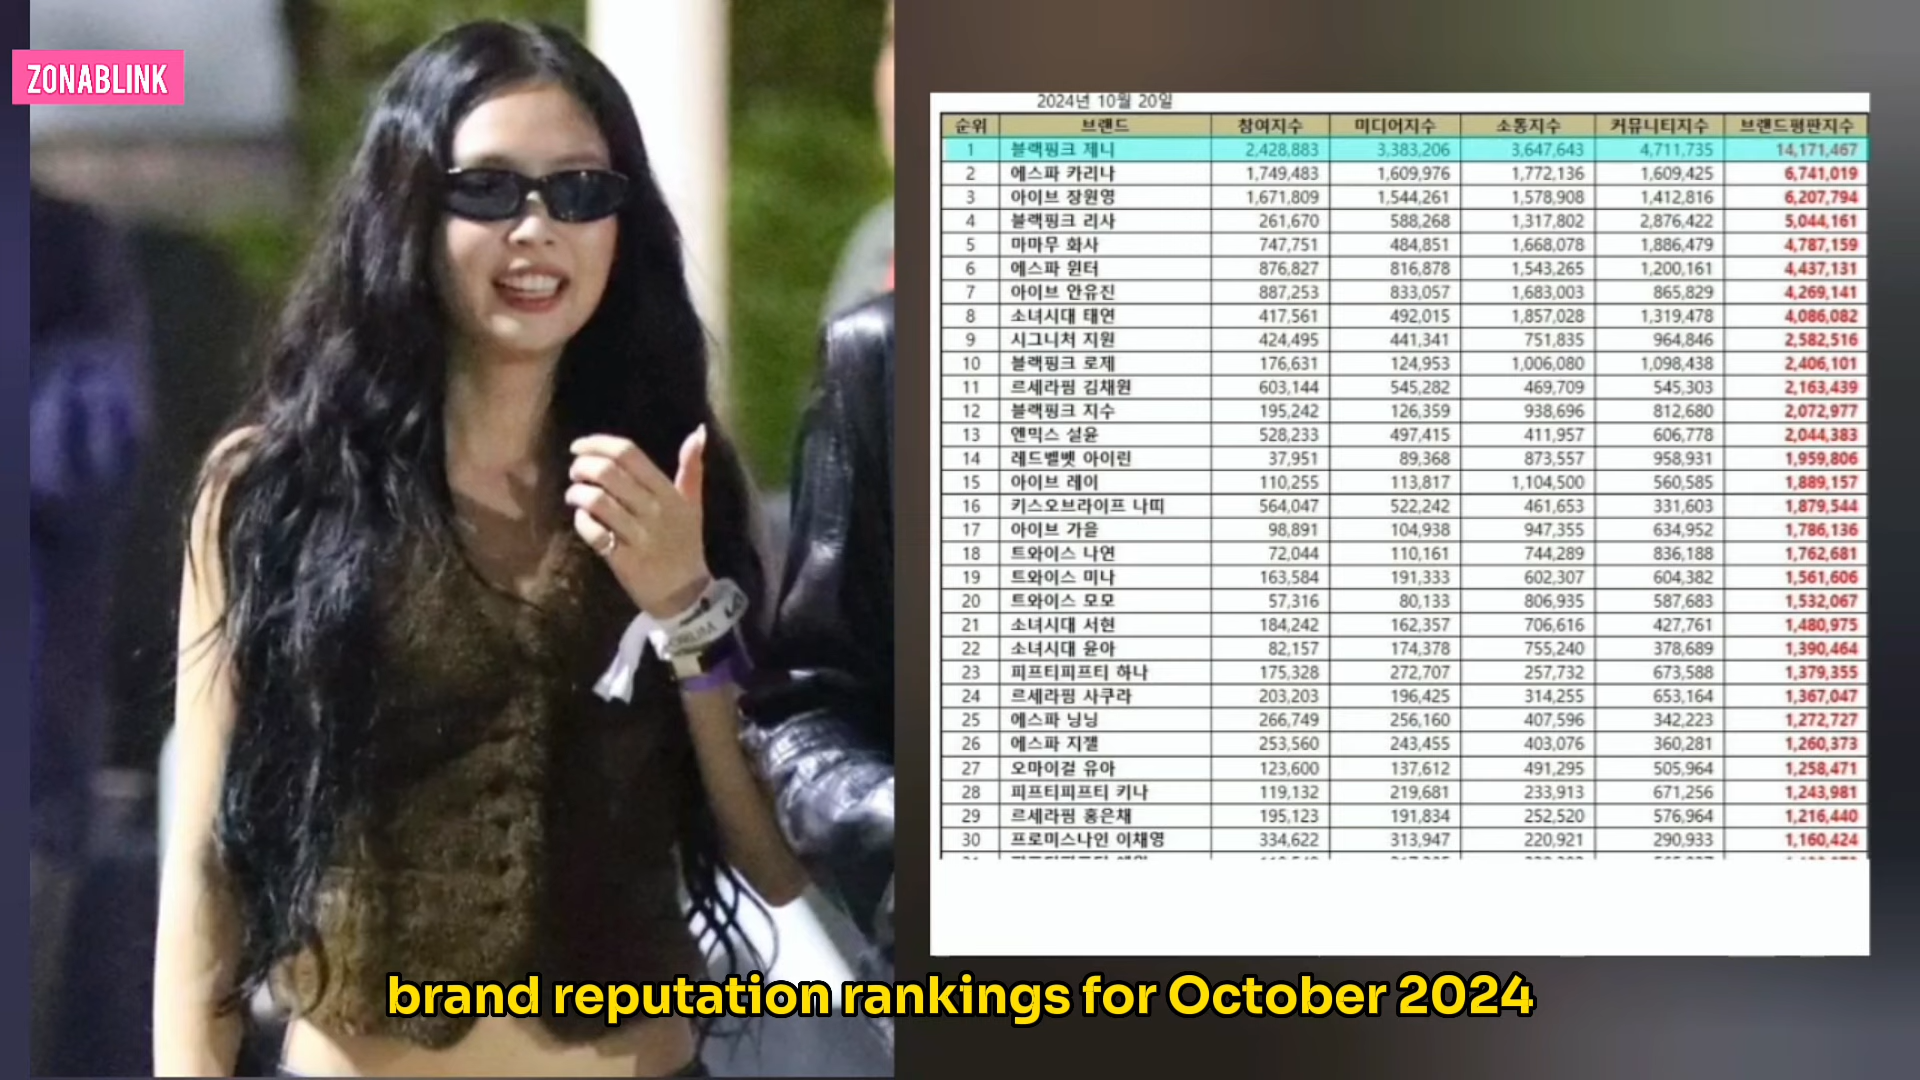 ZONABLINK
2024년 10월 20일
순위 브랜드 참여지수 미디어지수 소통지수 커뮤니티지수 브랜드평판지수
1 블랙핑크 제니 2,428,883 3,383,206 3,647,643 4,711,735 14,171,467
2 에스파 카리나 1,749,483 1,609,976 1,772,136 1,609,425 6,741,019
3 아이브 장원영 1,671,809 1,544,261 1,578,908 1,412,816 6,207,794
4 블랙핑크 리사 261,670 588,268 1,317,802 2,876,422 5,044,161
5 마마무 화사 747,751 484,851 1,668,078 1,886,479 4,787,159
6 에스파 윈터 876,827 816,878 1,543,265 1,200,161 4,437,131
7 아이브 안유진 887,253 833,057 1,683,003 865,829 4,269,141
8 소녀시대 태연 417,561 492,015 1,857,028 1,319,478 4,086,082
9 시그니처 지원 424,495 441,341 751,835 964,846 2,582,516
10 블랙핑크 로제 176,631 124,953 1,006,080 1,098,438 2,406,101
11 르세라핌 김채원 603,144 545,282 469,709 545,303 2,163,439
12 블랙핑크 지수 195,242 126,359 938,696 812,680 2,072,977
13 엔믹스 설윤 528,233 497,415 411,957 606,778 2,044,383
14 레드벨벳 아이린 37,951 89,368 873,557 958,931 1,959,806
15 아이브 레이 110,255 113,817 1,104,500 560,585 1,889,157
16 키스오브라이프 나띠 564,047 522,242 461,653 331,603 1,879,544
17 아이브 가을 98,891 104,938 947,355 634,952 1,786,136
18 트와이스 나연 72,044 110,161 744,289 836,188 1,762,681
19 트와이스 미나 163,584 191,333 602,307 604,382 1,561,606
20 트와이스 모모 57,316 80,133 806,935 587,683 1,532,067
21 소녀시대 서현 184,242 162,357 706,616 427,761 1,480,975
22 소녀시대 윤아 82,157 174,378 755,240 378,689 1,390,464
23 피프티피프티 하나 175,328 272,707 257,732 673,588 1,379,355
24 르세라핌 사쿠라 203,203 196,425 314,255 653,164 1,367,047
25 에스파 닝닝 266,749 256,160 407,596 342,223 1,272,727
26 에스파 지젤 253,560 243,455 403,076 360,281 1,260,373
27 오마이걸 유아 123,600 137,612 491,295 505,964 1,258,471
28 피프티피프티 키나 119,132 219,681 233,913 671,256 1,243,981
29 르세라핌 홍은채 195,123 191,834 252,520 576,964 1,216,440
30 프로미스나인 이채영 334,622 313,947 220,921 290,933 1,160,424
brand reputation rankings for October 2024